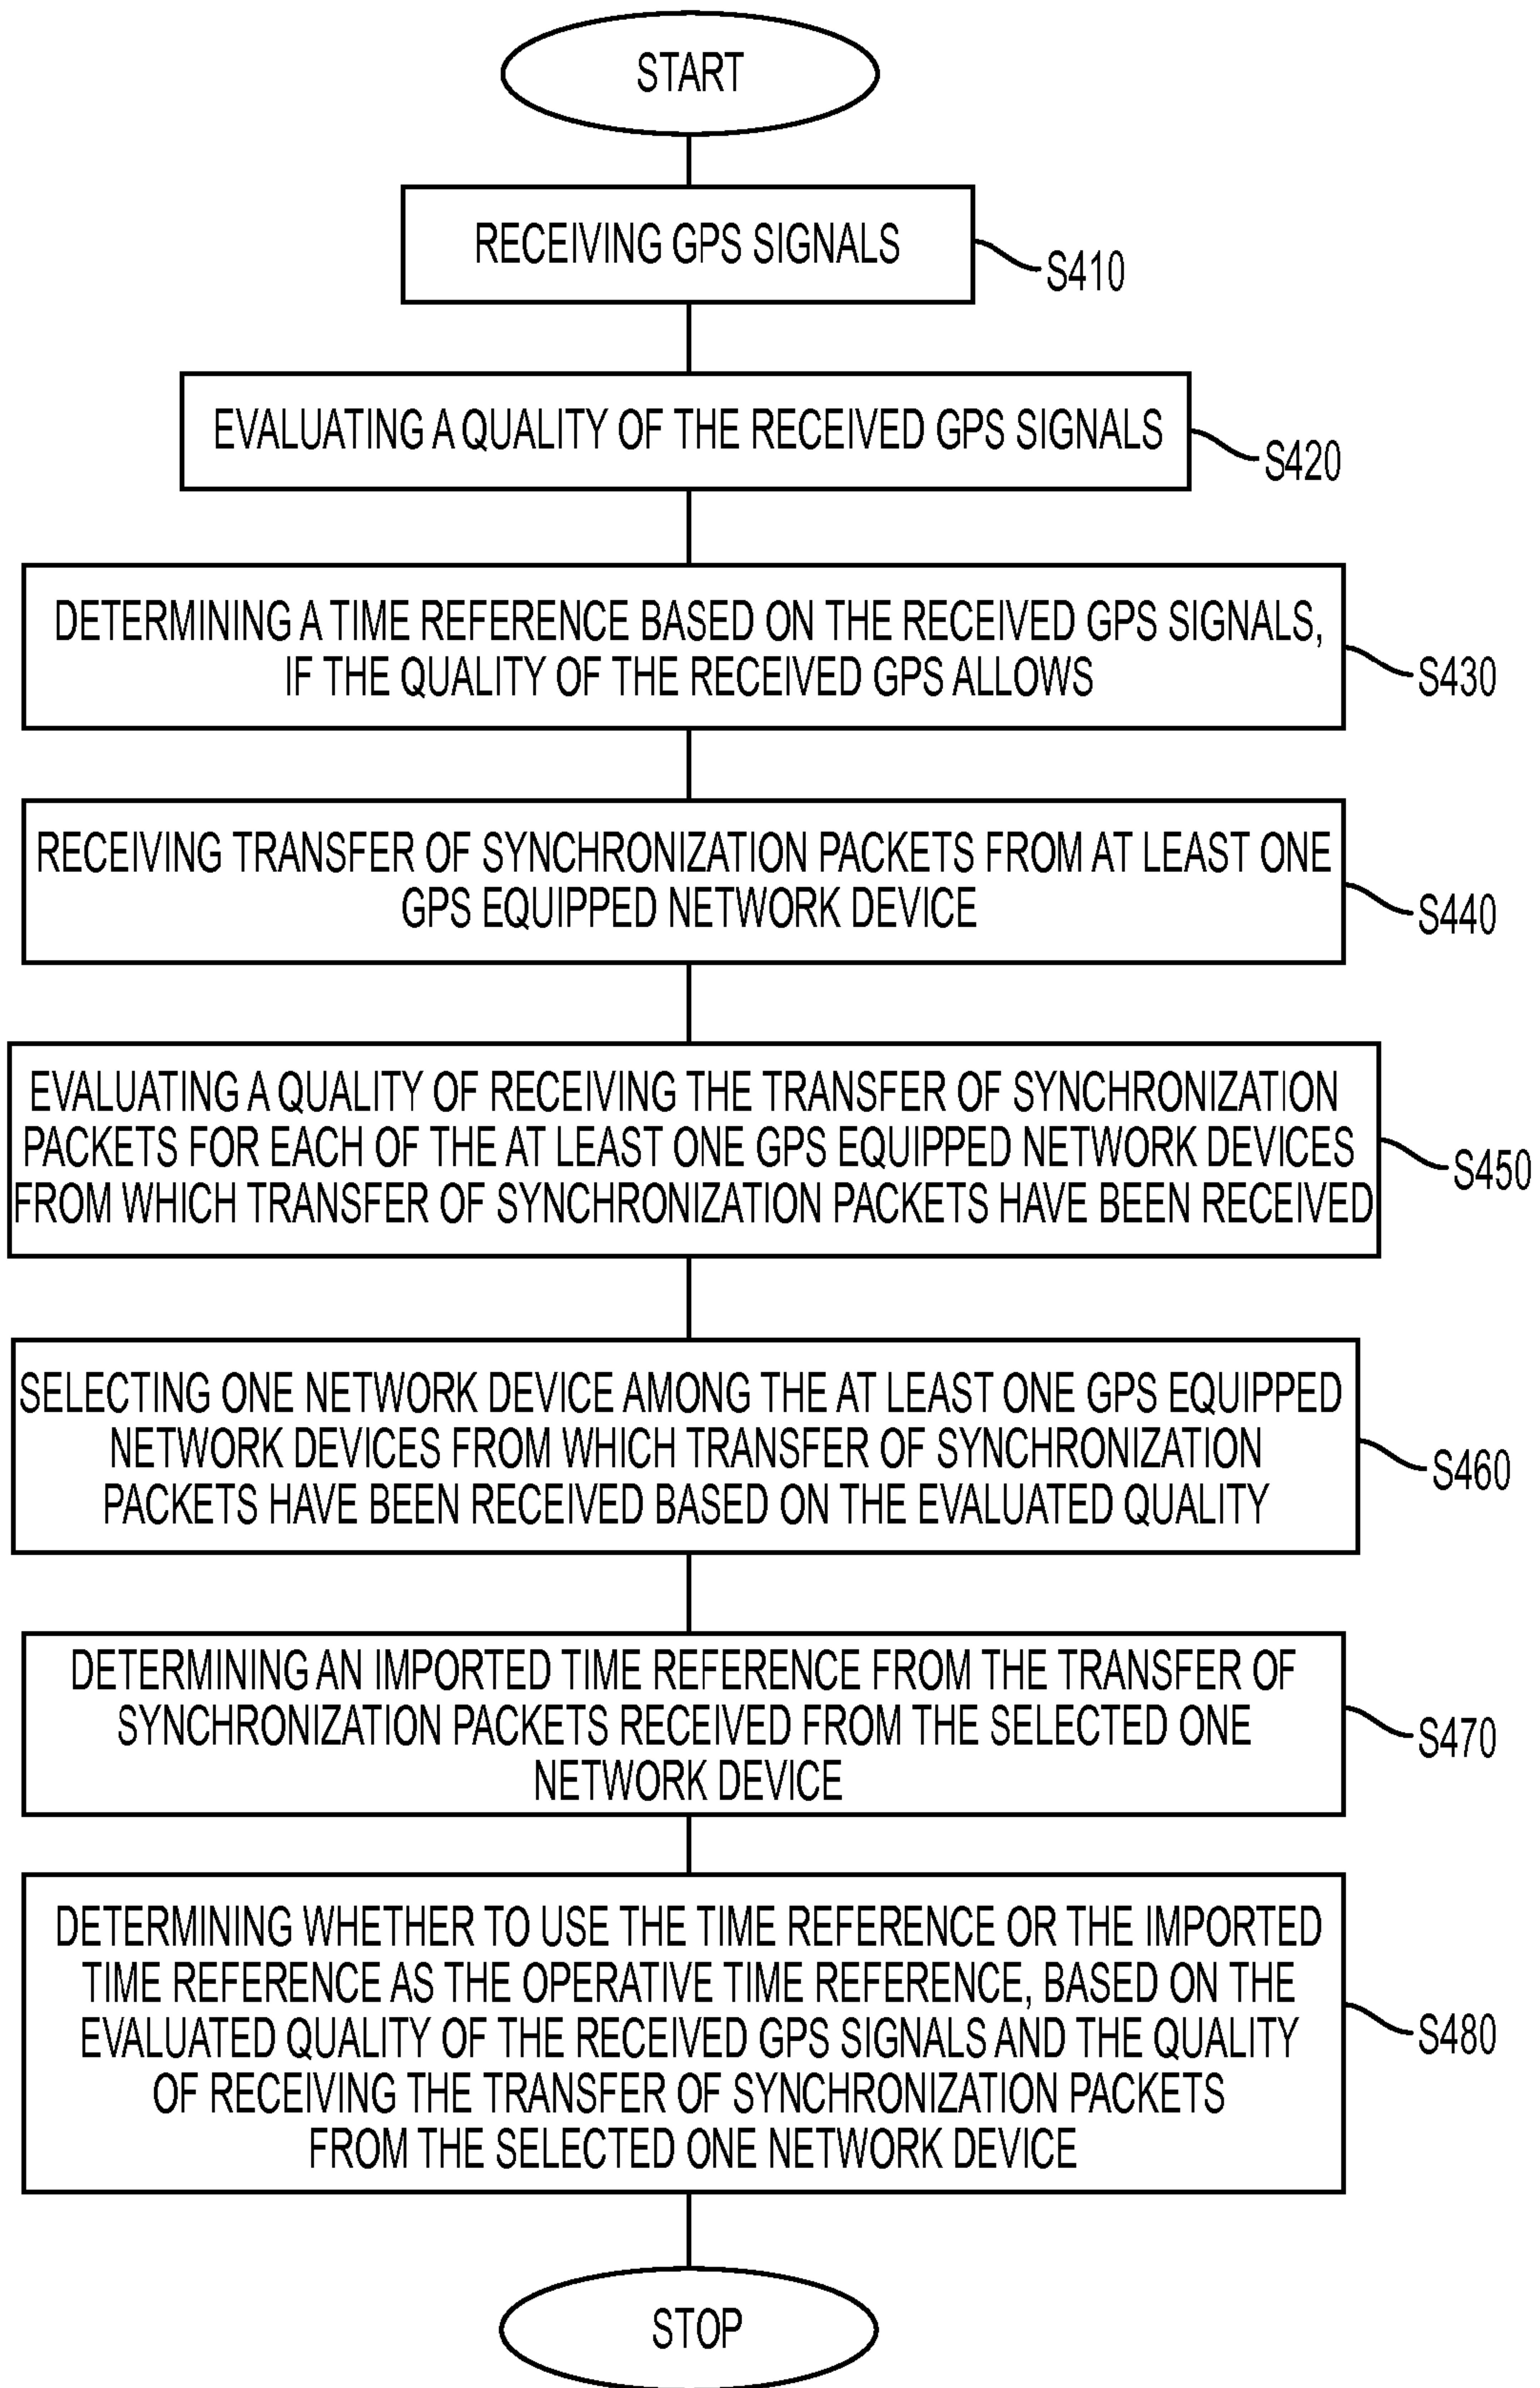 START
RECEIVING GPS SIGNALS
S410
EVALUATING A QUALITY OF THE RECEIVED GPS SIGNALS
S420
DETERMINING A TIME REFERENCE BASED ON THE RECEIVED GPS SIGNALS,
IF THE QUALITY OF THE RECEIVED GPS ALLOWS
S430
RECEIVING TRANSFER OF SYNCHRONIZATION PACKETS FROM AT LEAST ONE
GPS EQUIPPED NETWORK DEVICE
S440
EVALUATING A QUALITY OF RECEIVING THE TRANSFER OF SYNCHRONIZATION
PACKETS FOR EACH OF THE AT LEAST ONE GPS EQUIPPED NETWORK DEVICES
FROM WHICH TRANSFER OF SYNCHRONIZATION PACKETS HAVE BEEN RECEIVED
S450
SELECTING ONE NETWORK DEVICE AMONG THE AT LEAST ONE GPS EQUIPPED
NETWORK DEVICES FROM WHICH TRANSFER OF SYNCHRONIZATION
PACKETS HAVE BEEN RECEIVED BASED ON THE EVALUATED QUALITY
S460
DETERMINING AN IMPORTED TIME REFERENCE FROM THE TRANSFER OF
SYNCHRONIZATION PACKETS RECEIVED FROM THE SELECTED ONE
NETWORK DEVICE
S470
DETERMINING WHETHER TO USE THE TIME REFERENCE OR THE IMPORTED
TIME REFERENCE AS THE OPERATIVE TIME REFERENCE, BASED ON THE
EVALUATED QUALITY OF THE RECEIVED GPS SIGNALS AND THE QUALITY
OF RECEIVING THE TRANSFER OF SYNCHRONIZATION PACKETS
FROM THE SELECTED ONE NETWORK DEVICE
S480
STOP